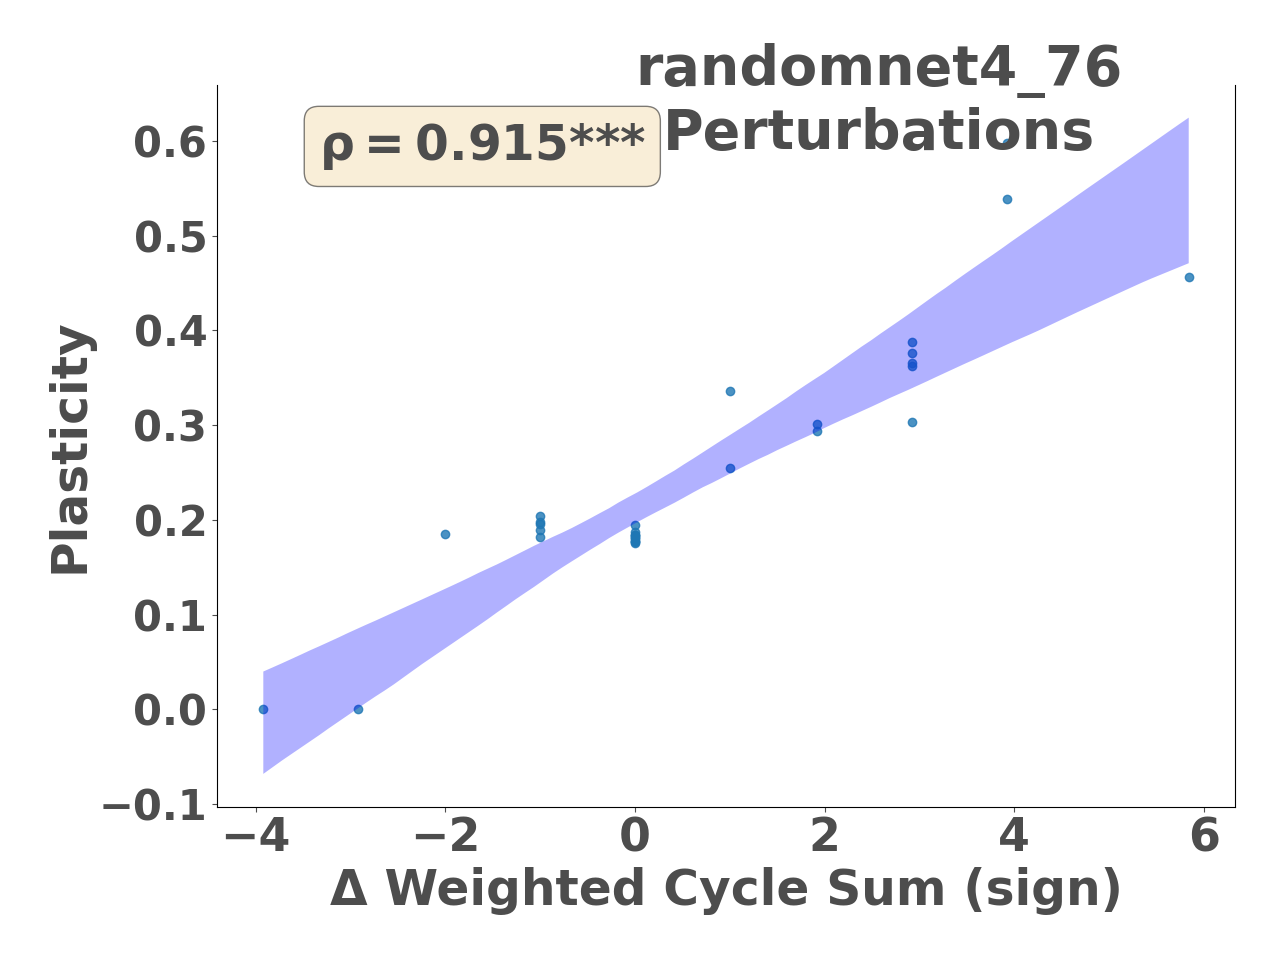 randomnet4_76
Perturbations
ρ = 0.915***
0.6
0.5
0.4
0.3
0.2
0.1
0.0
−0.1
Plasticity
−4
−2
0
2
4
6
Δ Weighted Cycle Sum (sign)